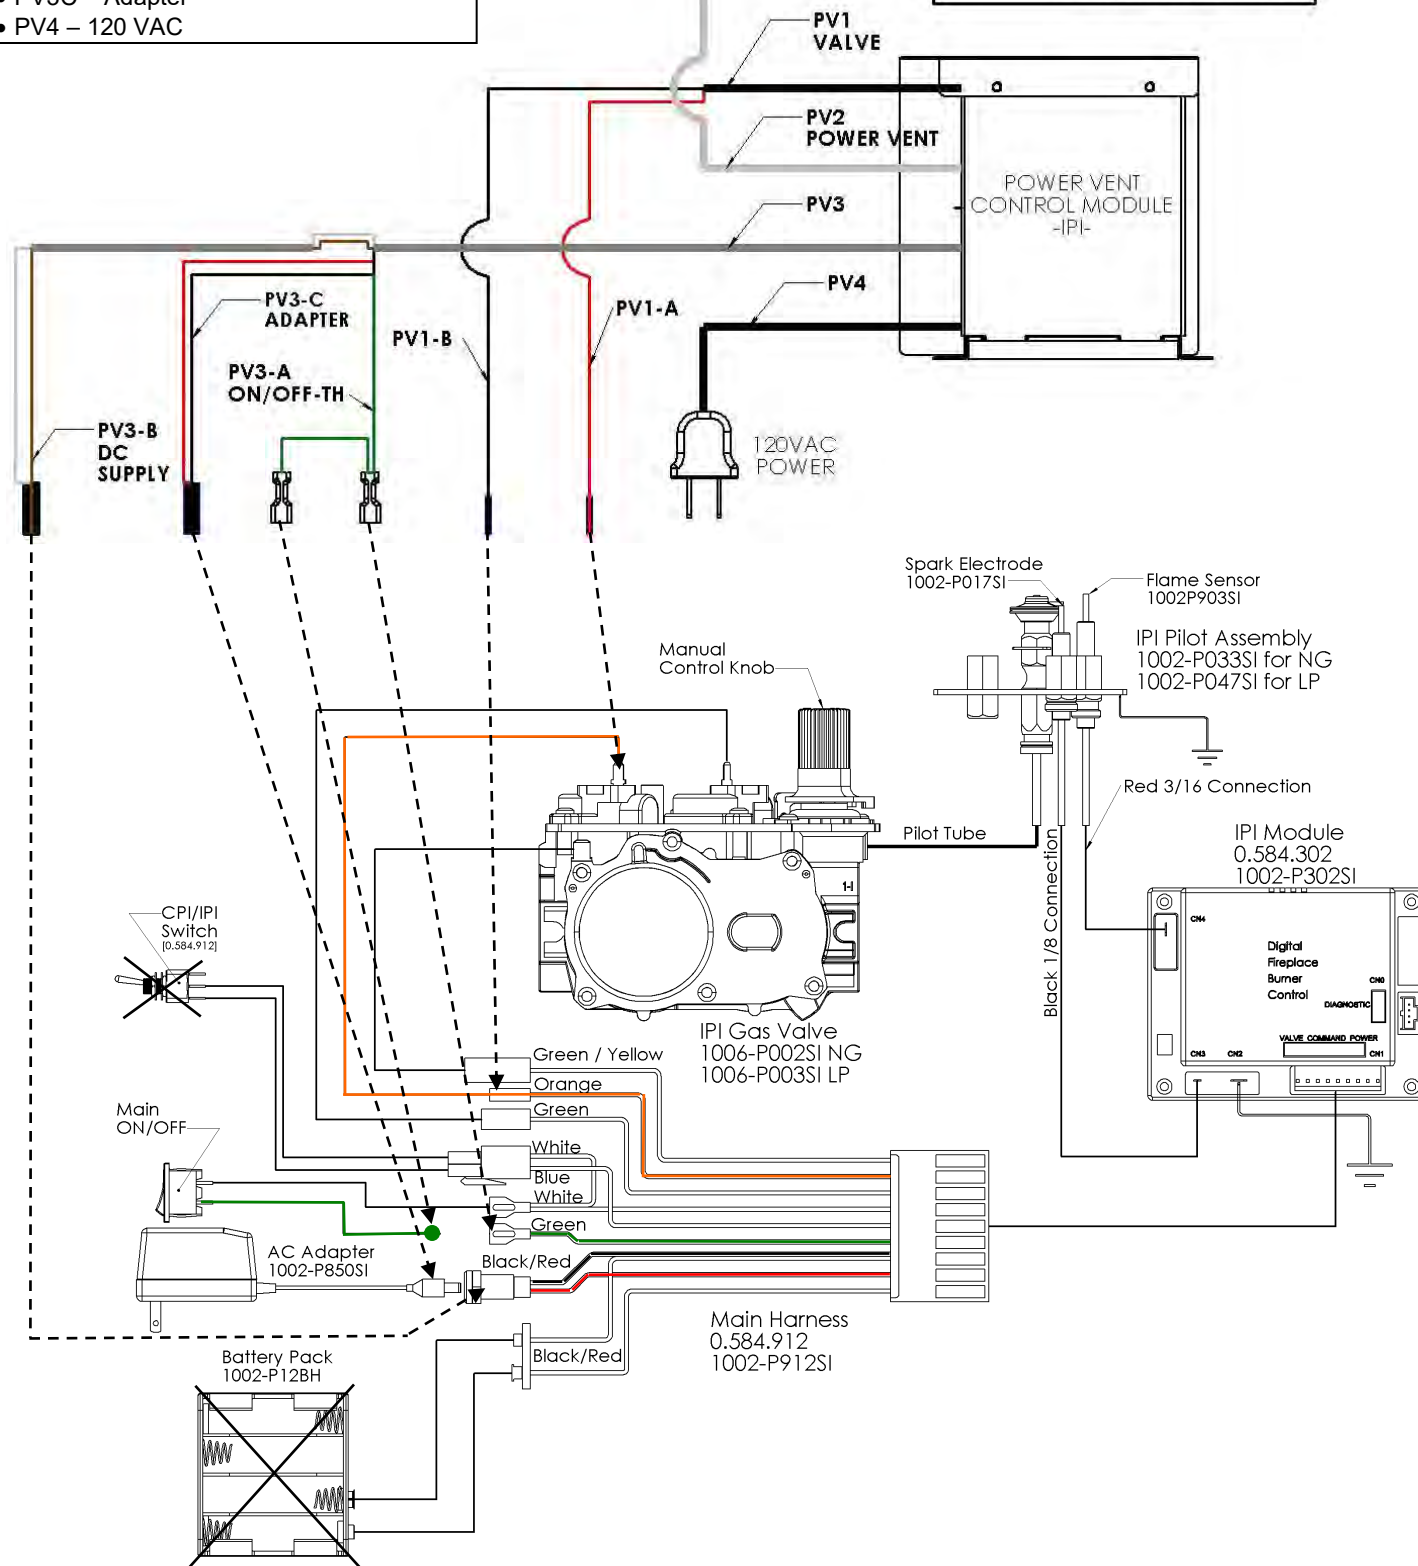 • PV4 – 120 VAC
PV1
VALVE
PV2
POWER VENT
POWER VENT
CONTROL MODULE
-IPI-
PV3
PV4
PV3-C
ADAPTER
PV1-A
PV1-B
PV3-A
ON/OFF-TH
PV3-B
DC
SUPPLY
120VAC
POWER
Spark Electrode
1002-P017SI
Flame Sensor
1002P903SI
IPI Pilot Assembly
1002-P033SI for NG
1002-P047SI for LP
Manual
Control Knob
Red 3/16 Connection
Pilot Tube
Black 1/8 Connection
IPI Module
0.584.302
1002-P302SI
1-I
CN4
Digital
Fireplace
Burner
Control
CN0
DIAGNOSTIC
VALVE COMMAND POWER
CN3
CN2
CN1
CPI/IPI
Switch
[0.584.912]
IPI Gas Valve
1006-P002SI NG
1006-P003SI LP
Green / Yellow
Orange
Green
White
Blue
White
Green
Black/Red
Main
ON/OFF
AC Adapter
1002-P850SI
Main Harness
0.584.912
1002-P912SI
Black/Red
Battery Pack
1002-P12BH